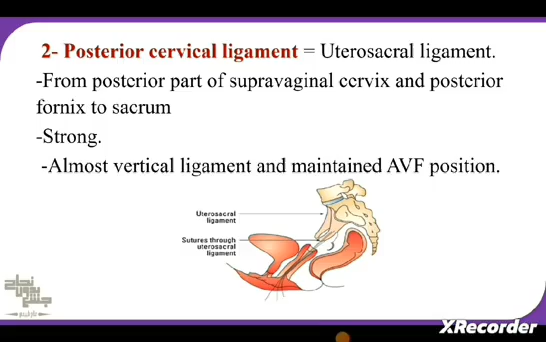 2- Posterior cervical ligament = Uterosacral ligament.
-From posterior part of supravaginal cervix and posterior
fornix to sacrum
-Strong.
-Almost vertical ligament and maintained AVF position.
Uterosacral
ligament
Sutures through
uterosacral
ligament
XRecorder